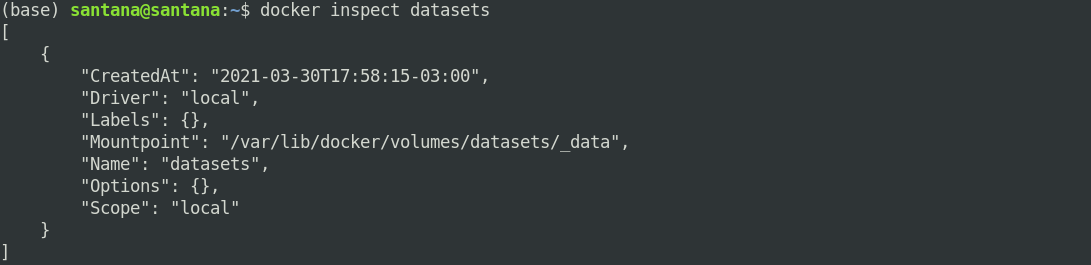 (base) santana@santana:~$ docker inspect datasets
[
    {
        "CreatedAt": "2021-03-30T17:58:15-03:00",
        "Driver": "local",
        "Labels": {},
        "Mountpoint": "/var/lib/docker/volumes/datasets/_data",
        "Name": "datasets",
        "Options": {},
        "Scope": "local"
    }
]